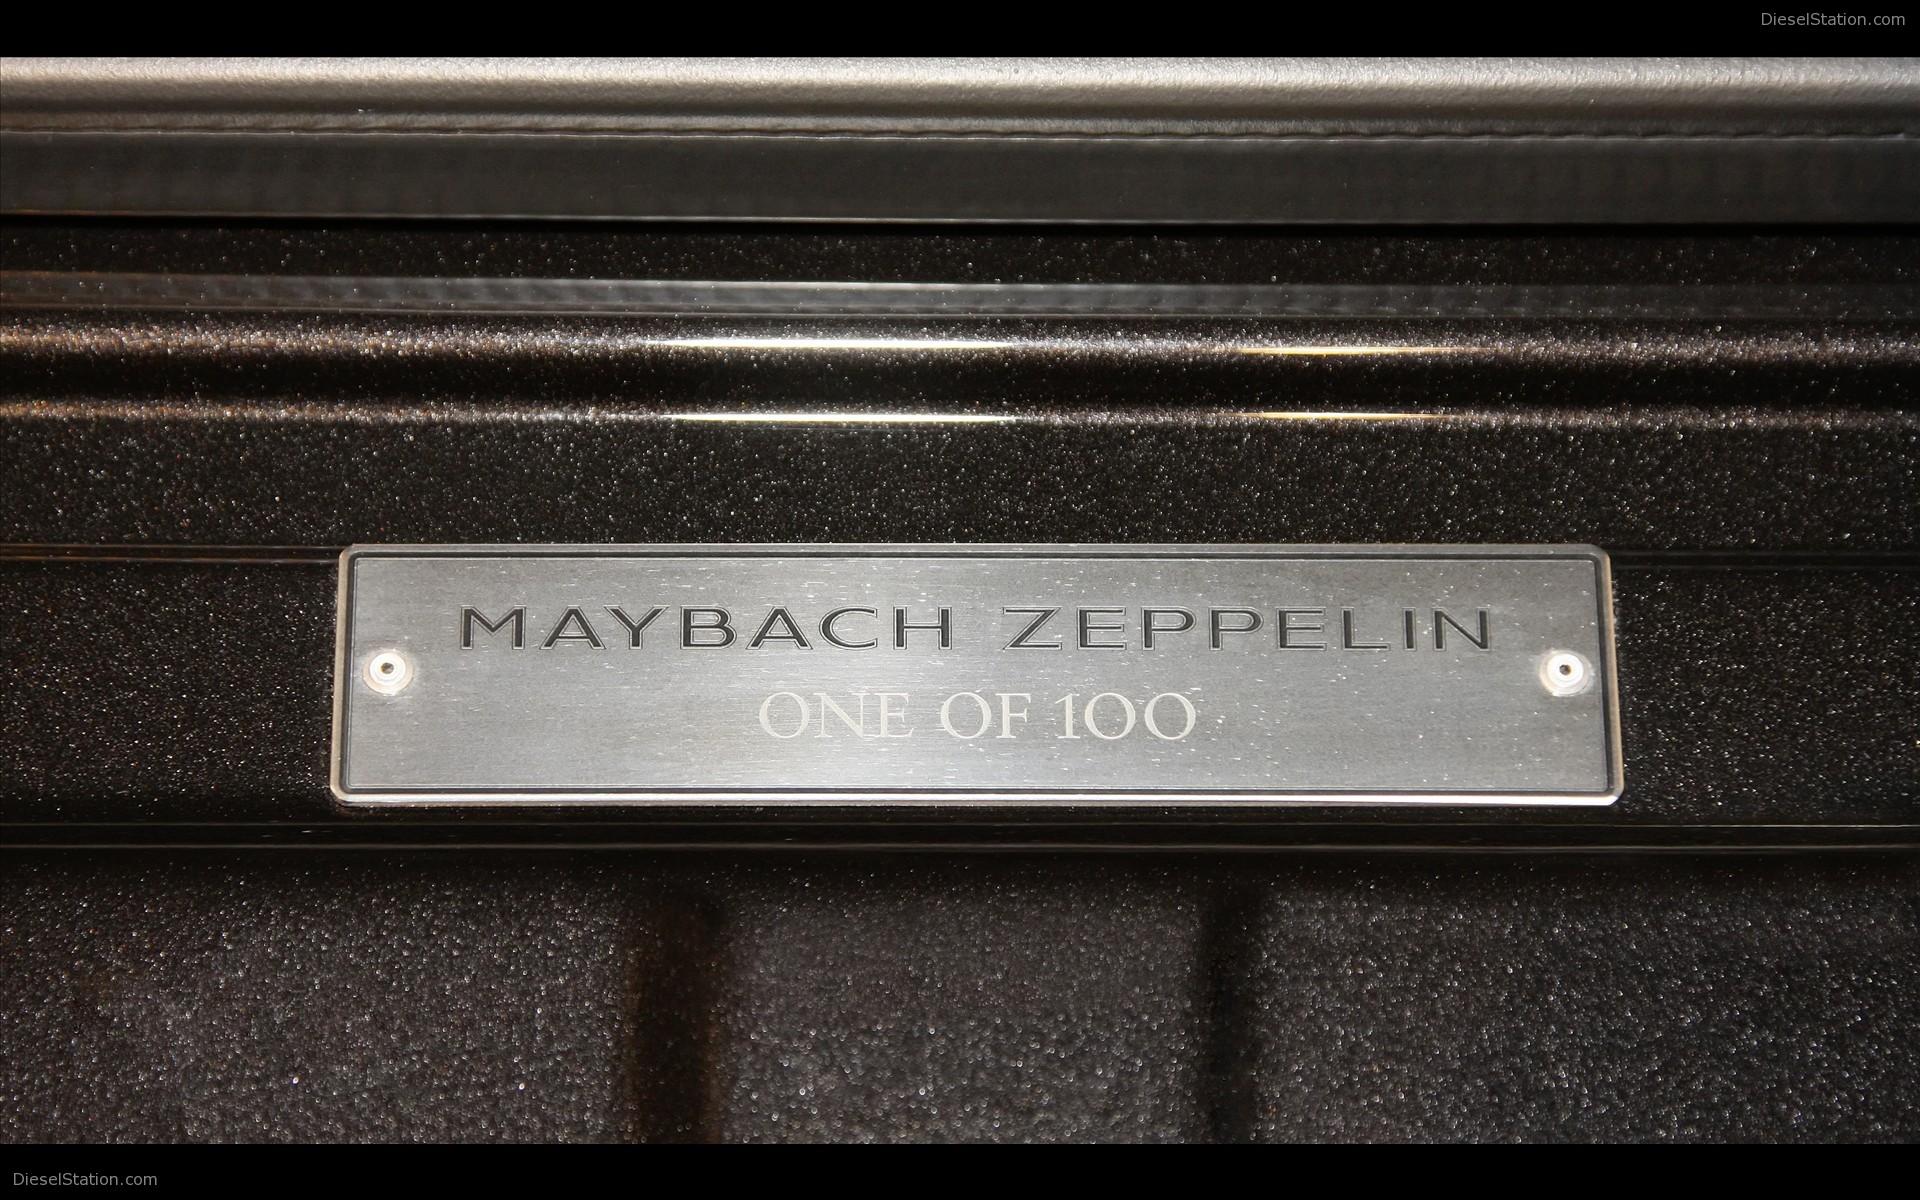 DieselStation.com
MAYBACH ZEPPELIN
ONE OF 100
DieselStation.com